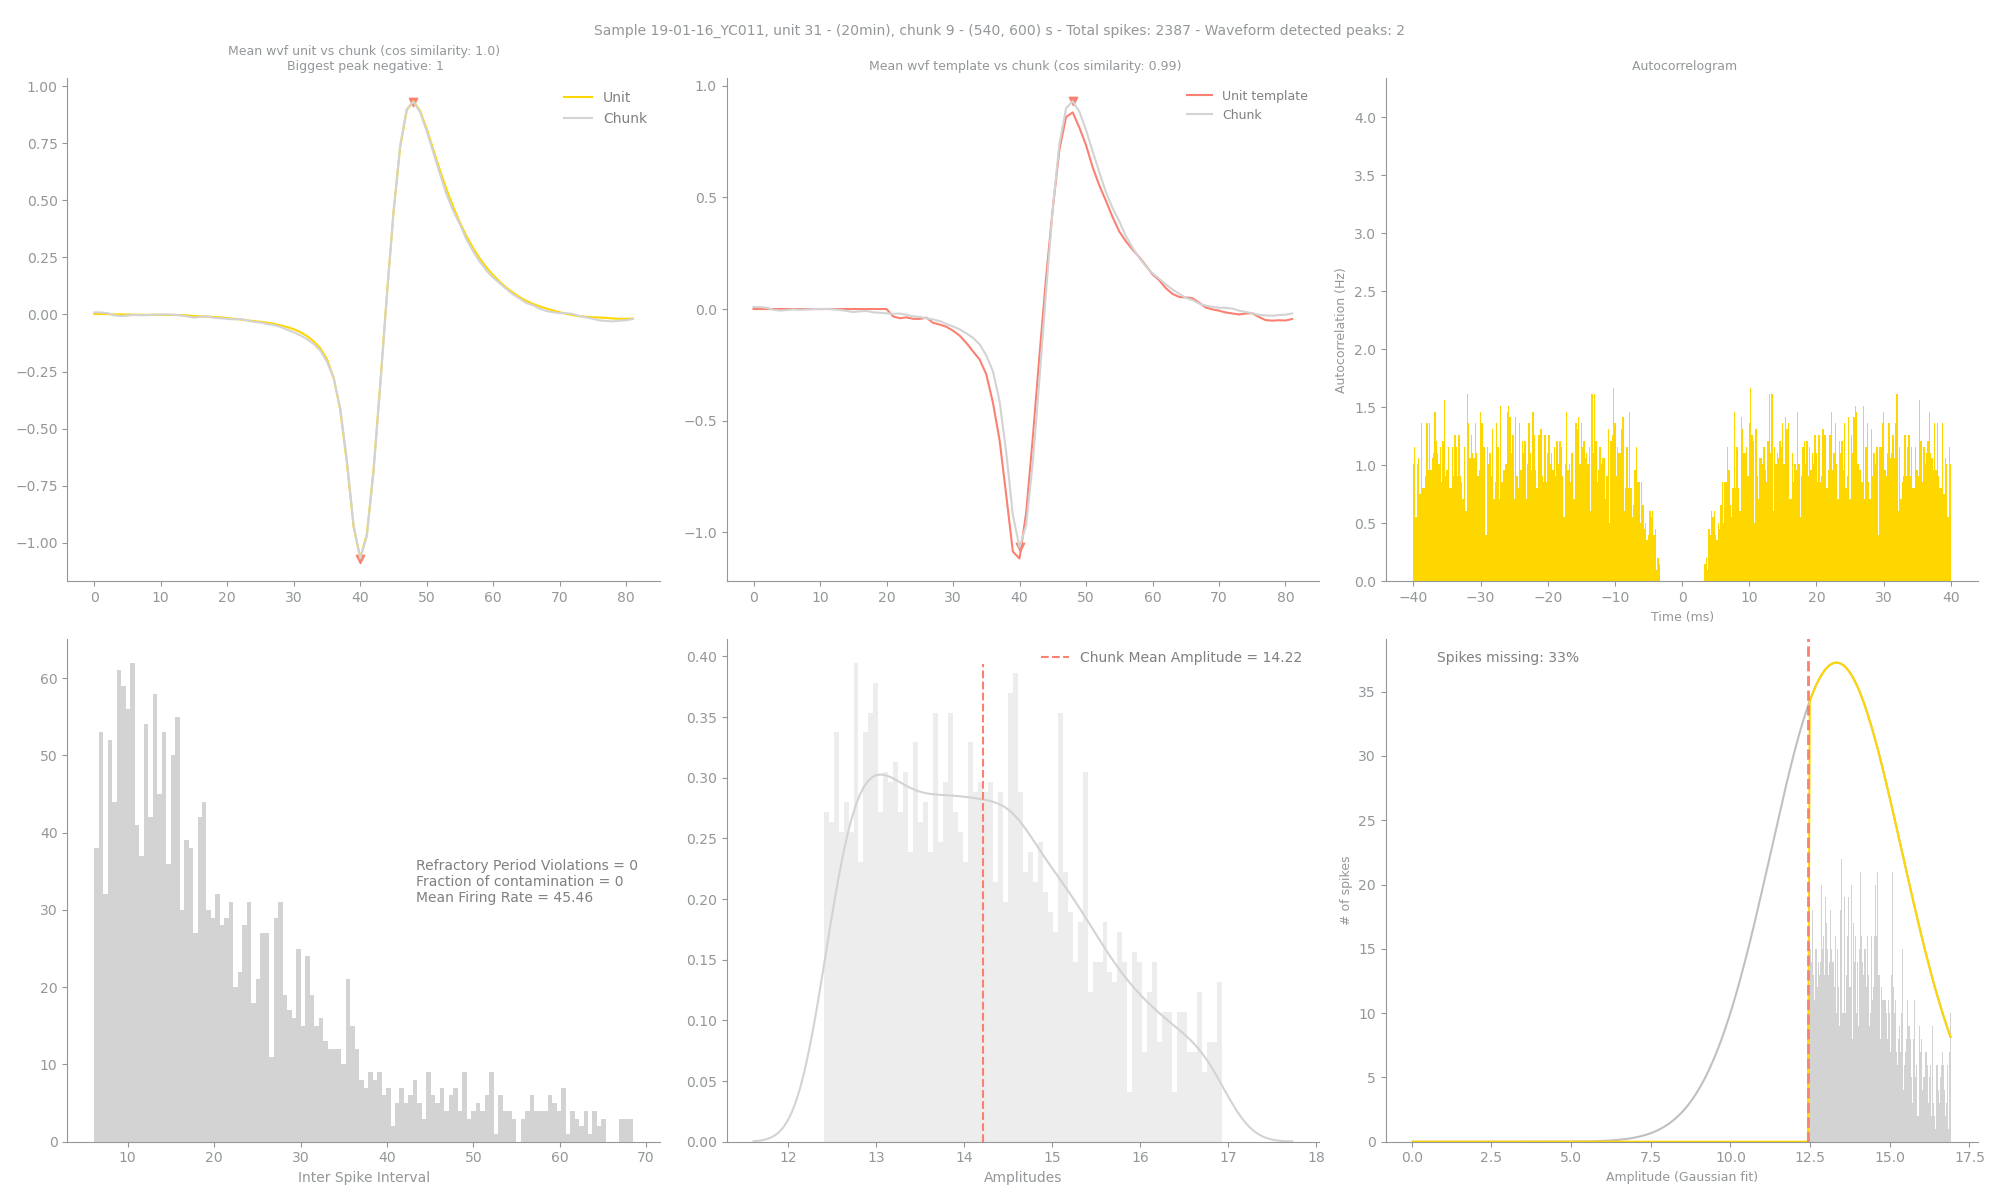 Sample 19-01-16_YC011, unit 31 - (20min), chunk 9 - (540, 600) s - Total spikes: 2387 - Waveform detected peaks: 2
Mean wvf unit vs chunk (cos similarity: 1.0)
Biggest peak negative: 1
Unit
Chunk
1.00
0.75
0.50
0.25
0.00
−0.25
−0.50
−0.75
−1.00
0 10 20 30 40 50 60 70 80
Mean wvf template vs chunk (cos similarity: 0.99)
Unit template
Chunk
1.0
0.5
0.0
−0.5
−1.0
0 10 20 30 40 50 60 70 80
Autocorrelogram
Autocorrelation (Hz)
4.0
3.5
3.0
2.5
2.0
1.5
1.0
0.5
0.0
−40 −30 −20 −10 0 10 20 30 40
Time (ms)
60
50
40
30
20
10
0
Refractory Period Violations = 0
Fraction of contamination = 0
Mean Firing Rate = 45.46
10 20 30 40 50 60 70
Inter Spike Interval
Chunk Mean Amplitude = 14.22
0.40
0.35
0.30
0.25
0.20
0.15
0.10
0.05
0.00
12 13 14 15 16 17 18
Amplitudes
Spikes missing: 33%
# of spikes
35
30
25
20
15
10
5
0
0.0 2.5 5.0 7.5 10.0 12.5 15.0 17.5
Amplitude (Gaussian fit)